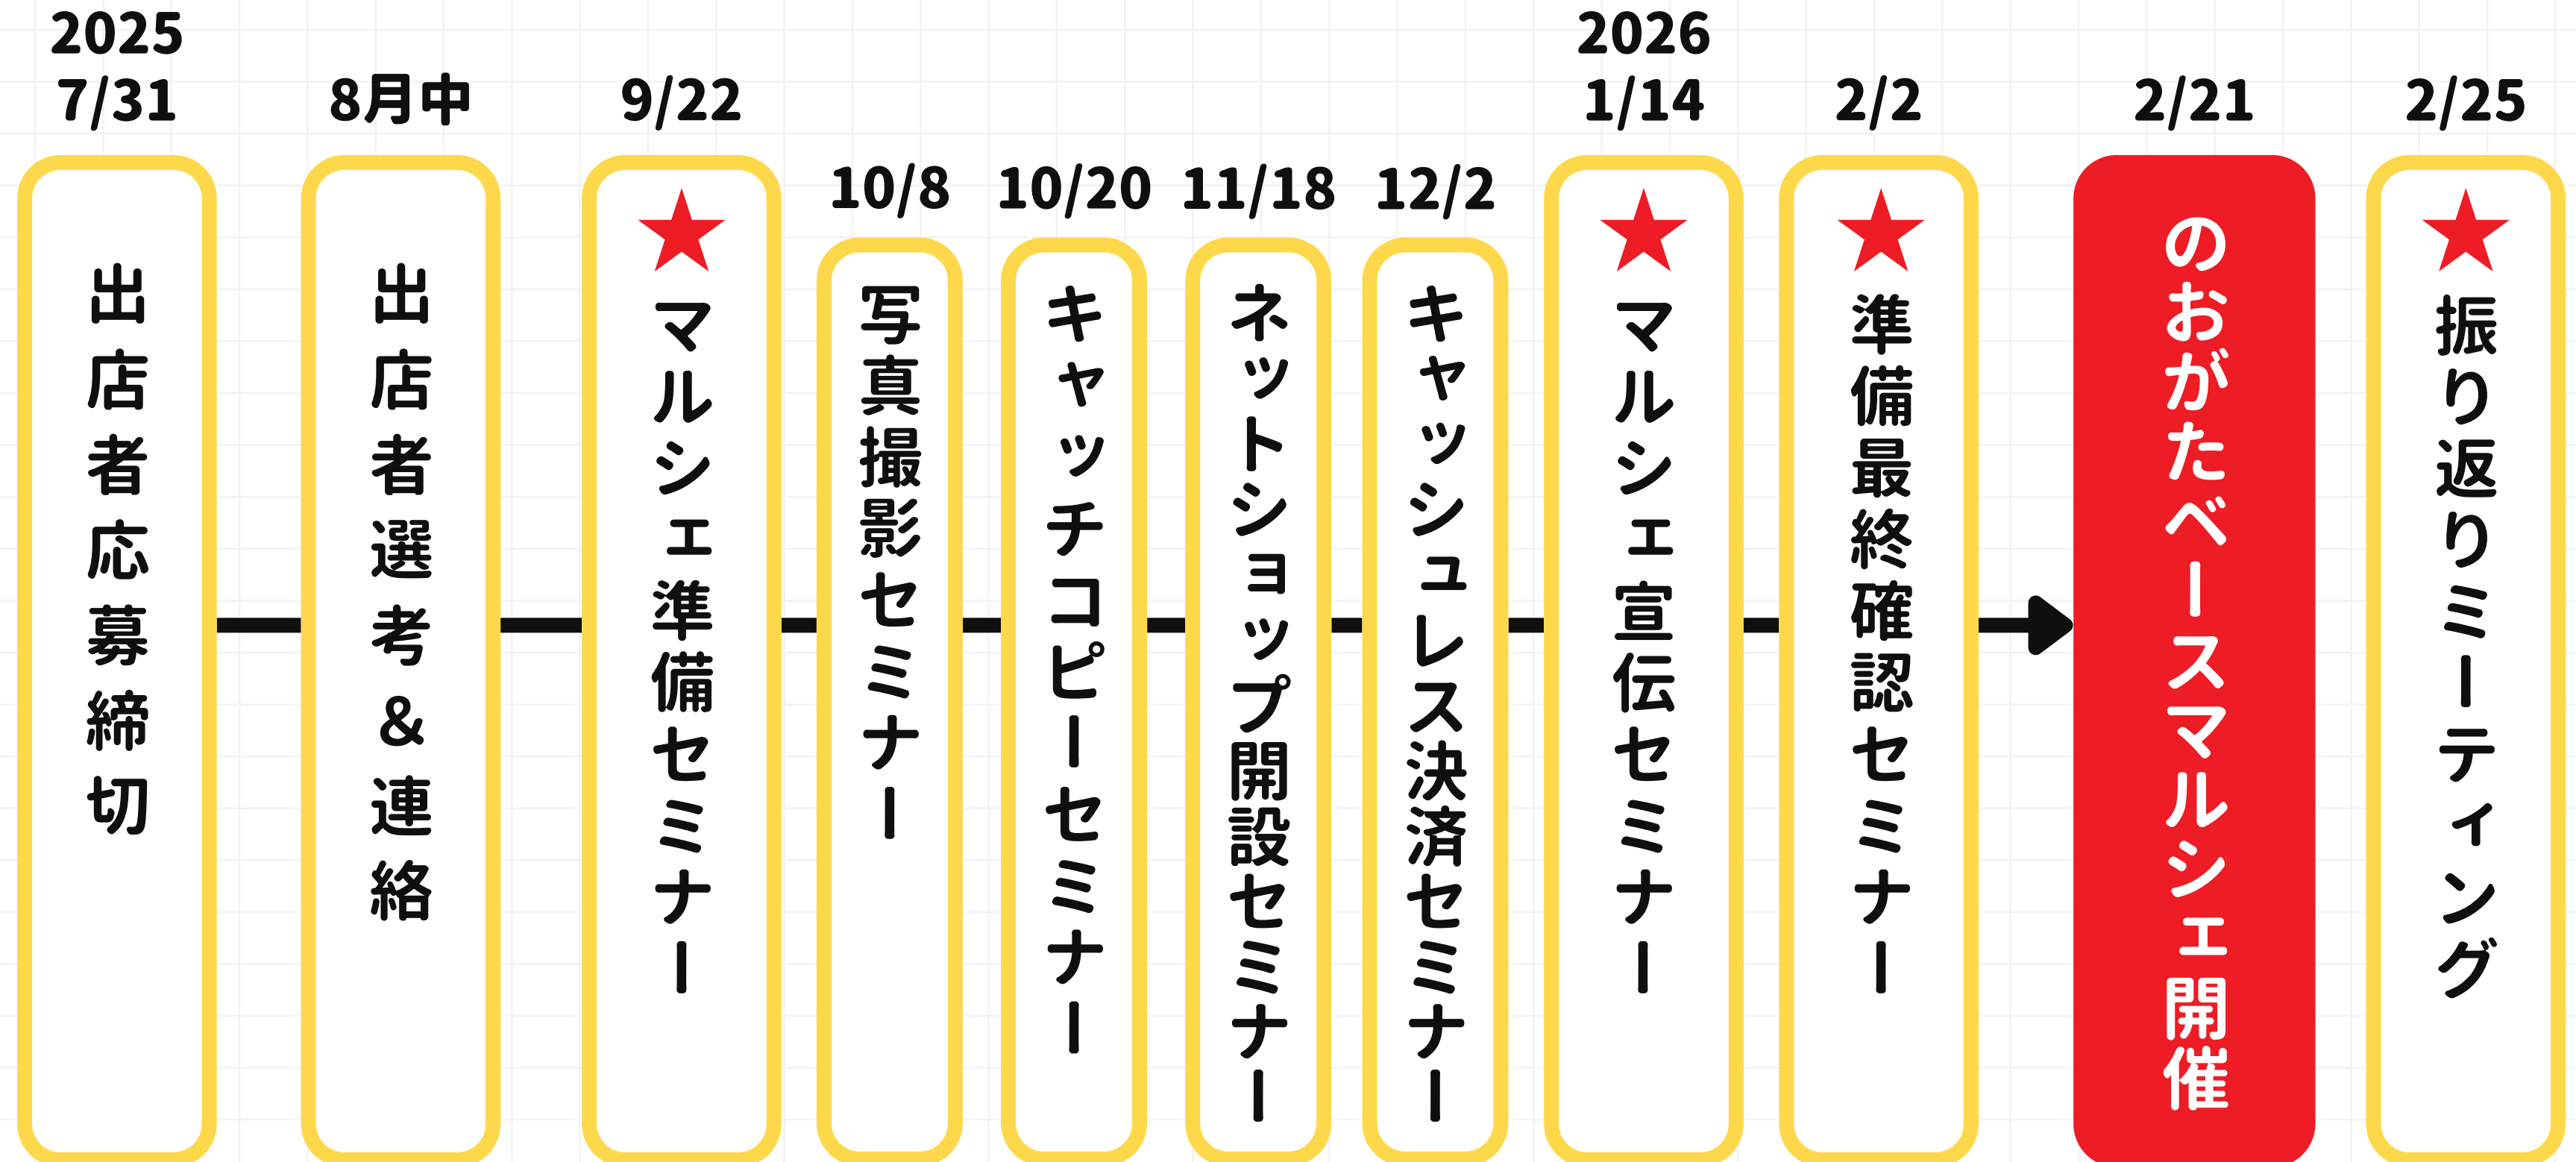 2025
7/31
出店者応募締切
8月中
出店者選考&連絡
9/22
★マルシェ準備セミナー
10/8
写真撮影セミナー
10/20
キャッチコピーセミナー
11/18
ネットショップ開設セミナー
12/2
キャッシュレス決済セミナー
2026
1/14
★マルシェ宣伝セミナー
2/2
★準備最終確認セミナー
2/21
のおがたベースマルシェ開催
2/25
★振り返りミーティング